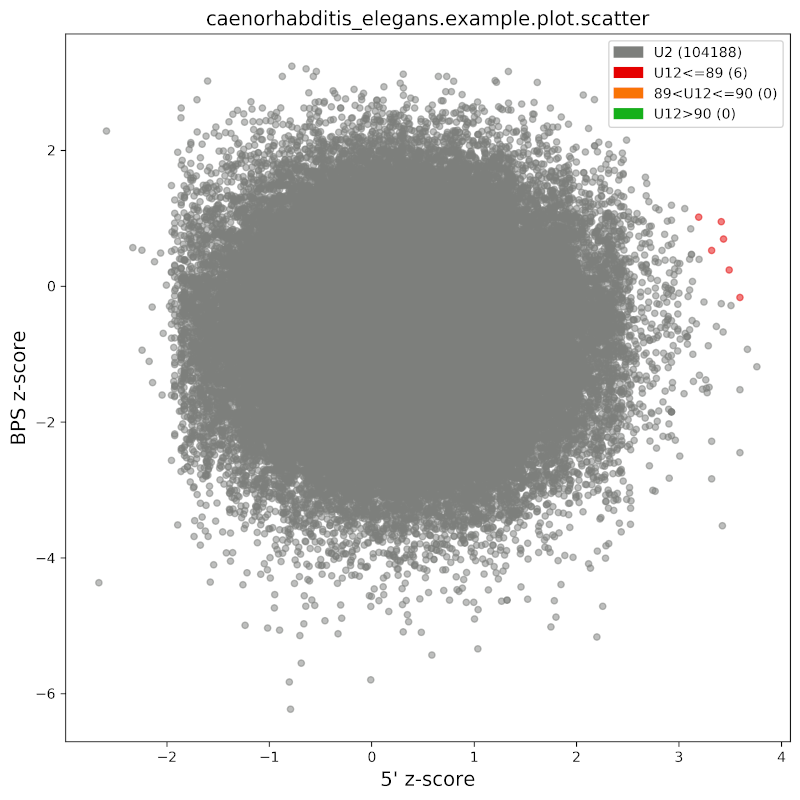 caenorhabditis_elegans.example.plot.scatter
U2 (104188)
U12<=89 (6)
89<U12<=90 (0)
U12>90 (0)
BPS z-score
2
0
−2
−4
−6
−2 −1 0 1 2 3 4
5' z-score